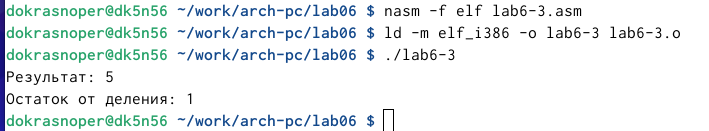 dokrasnoper@dk5n56 ~/work/arch-pc/lab06 $ nasm -f elf lab6-3.asm
dokrasnoper@dk5n56 ~/work/arch-pc/lab06 $ ld -m elf_i386 -o lab6-3 lab6-3.o
dokrasnoper@dk5n56 ~/work/arch-pc/lab06 $ ./lab6-3
Результат: 5
Остаток от деления: 1
dokrasnoper@dk5n56 ~/work/arch-pc/lab06 $